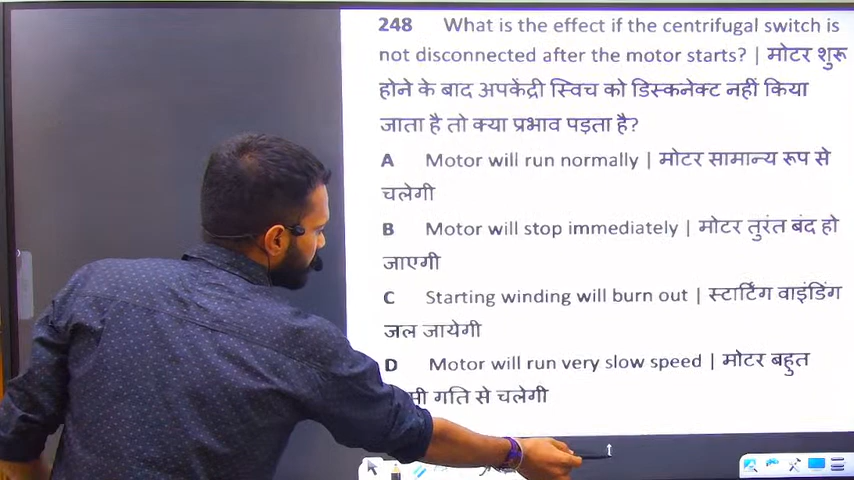 248 What is the effect if the centrifugal switch is
not disconnected after the motor starts? | मोटर शुरू
होने के बाद अपकेंद्री स्विच को डिस्कनेक्ट नहीं किया
जाता है तो क्या प्रभाव पड़ता है?
A Motor will run normally | मोटर सामान्य रूप से
चलेगी
B Motor will stop immediately | मोटर तुरंत बंद हो
जाएगी
C Starting winding will burn out | स्टार्टिंग वाइंडिंग
जल जायेगी
D Motor will run very slow speed | मोटर बहुत
गति से चलेगी